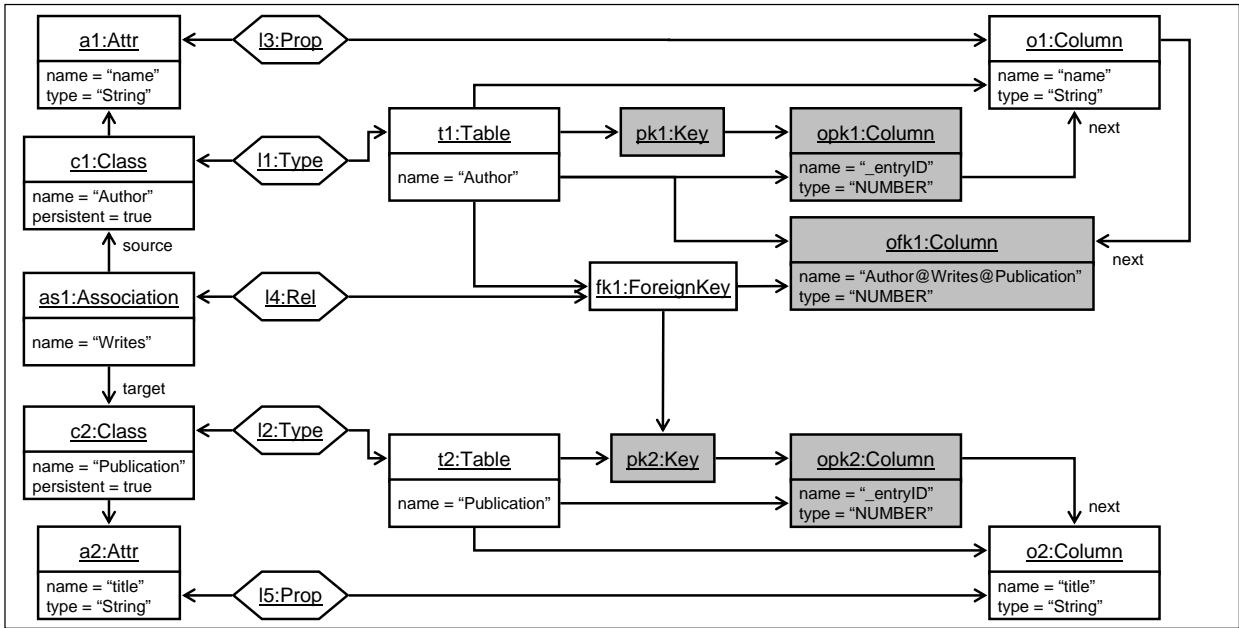 a1:Attr
name = “name”
type = “String”
l3:Prop
o1:Column
name = “name”
type = “String”
next
c1:Class
name = “Author”
persistent = true
l1:Type
t1:Table
name = “Author”
pk1:Key
opk1:Column
name = “_entryID”
type = “NUMBER”
source
ofk1:Column
name = “Author@Writes@Publication”
type = “NUMBER”
next
as1:Association
name = “Writes”
l4:Rel
fk1:ForeignKey
target
c2:Class
name = “Publication”
persistent = true
l2:Type
t2:Table
name = “Publication”
pk2:Key
opk2:Column
name = “_entryID”
type = “NUMBER”
next
a2:Attr
name = “title”
type = “String”
l5:Prop
o2:Column
name = “title”
type = “String”